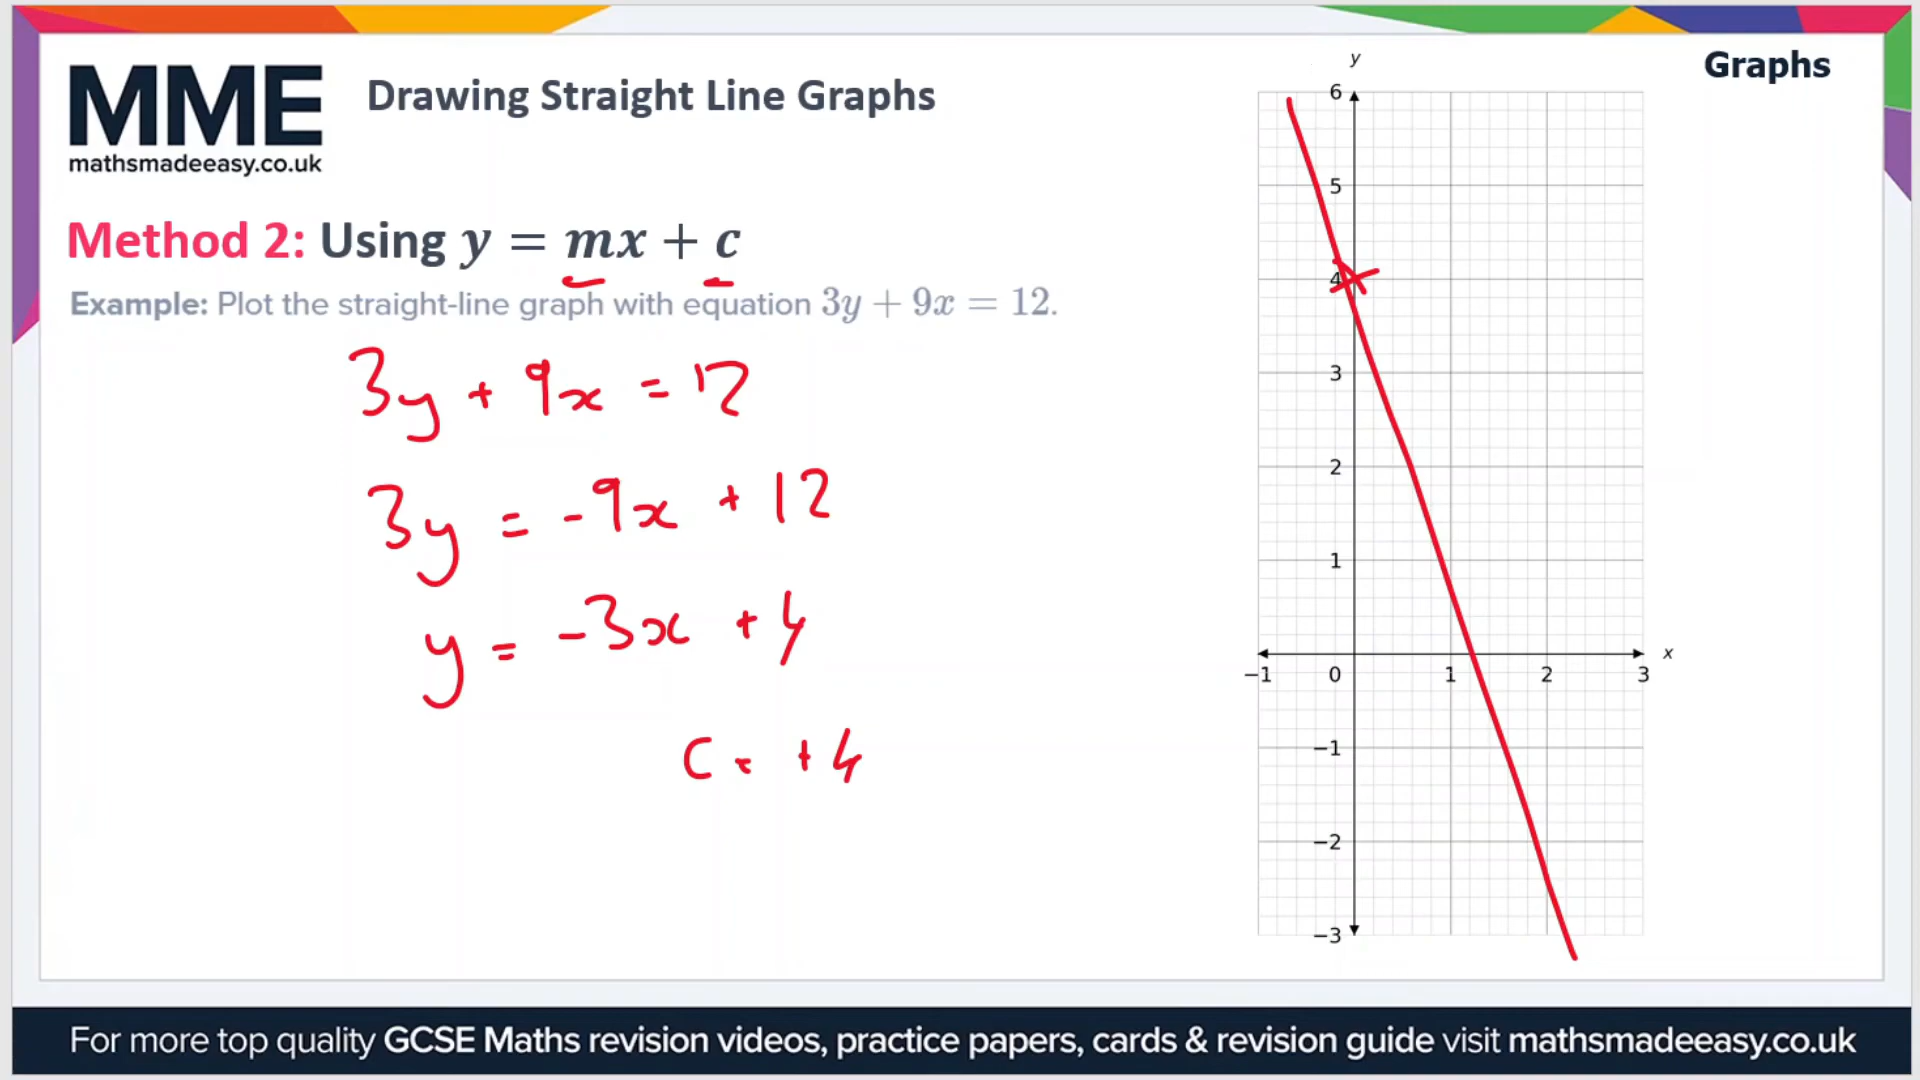 Graphs
MME
mathsmadeeasy.co.uk
Drawing Straight Line Graphs
Method 2: Using y = mx + c
Example: Plot the straight-line graph with equation 3y + 9x = 12.
3y + 9x = 12
3y = -9x + 12
y = -3x + 4
c = +4
y
6
5
4
3
2
1
x
−1 0 1 2 3
−1
−2
−3
For more top quality GCSE Maths revision videos, practice papers, cards & revision guide visit mathsmadeeasy.co.uk